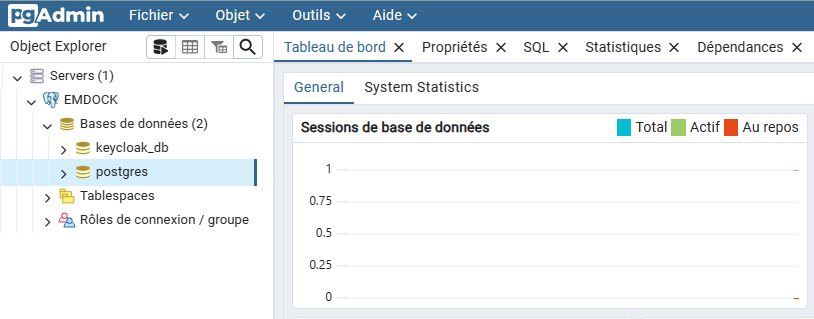 pgAdmin Fichier Objet Outils Aide
Object Explorer
Tableau de bord Propriétés SQL Statistiques Dépendances
Servers (1)
EMDOCK
Bases de données (2)
keycloak_db
postgres
Tablespaces
Rôles de connexion / groupe
General System Statistics
Sessions de base de données
Total Actif Au repos
1
0.75
0.5
0.25
0